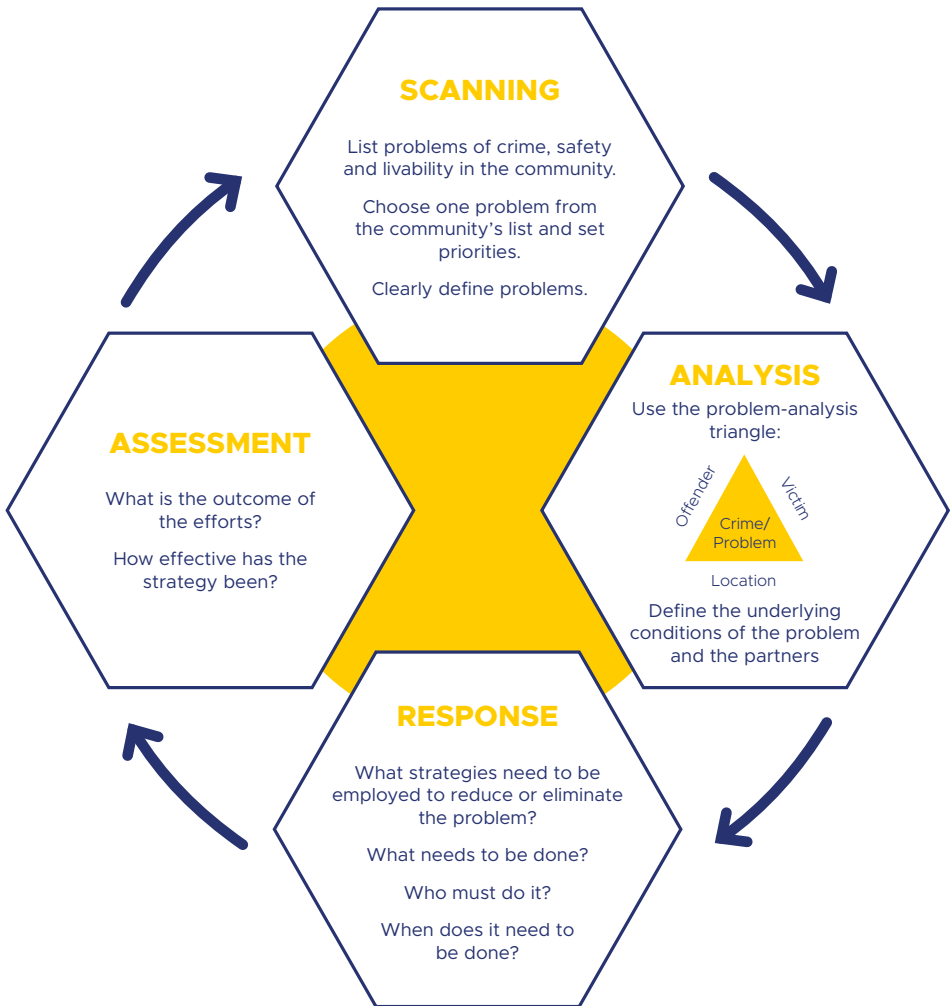 SCANNING
List problems of crime, safety
and livability in the community.
Choose one problem from
the community’s list and set
priorities.
Clearly define problems.
ANALYSIS
Use the problem-analysis
triangle:
Offender
Victim
Crime/
Problem
Location
Define the underlying
conditions of the problem
and the partners
RESPONSE
What strategies need to be
employed to reduce or eliminate
the problem?
What needs to be done?
Who must do it?
When does it need to
be done?
ASSESSMENT
What is the outcome of
the efforts?
How effective has the
strategy been?